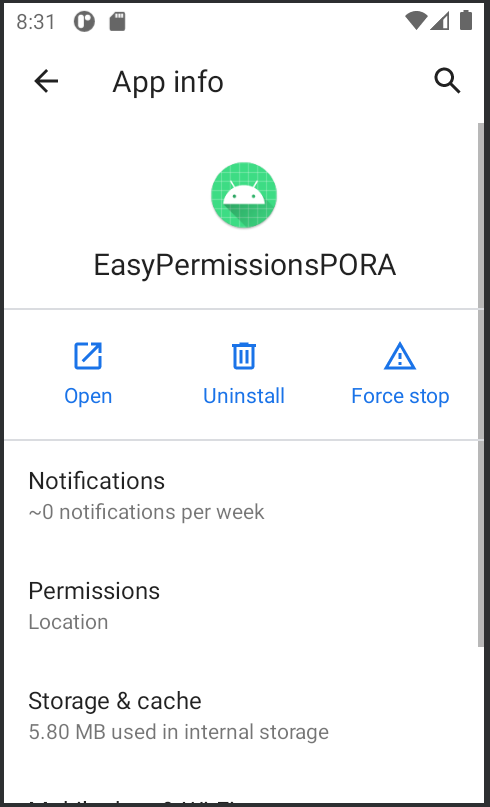 8:31
App info
EasyPermissionsPORA
Open Uninstall Force stop
Notifications
~0 notifications per week
Permissions
Location
Storage & cache
5.80 MB used in internal storage